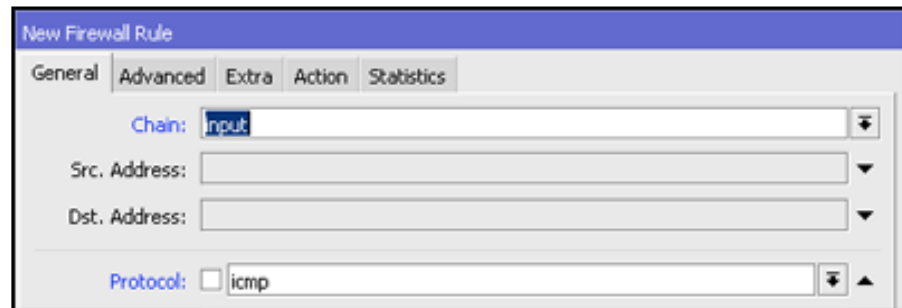 New Firewall Rule
General Advanced Extra Action Statistics
Chain: input
Src. Address:
Dst. Address:
Protocol: icmp